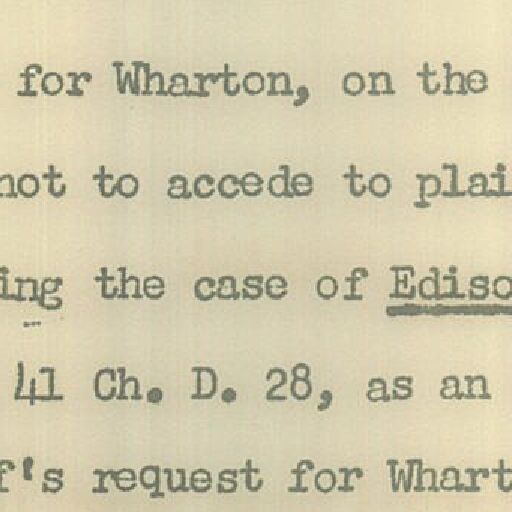 for Wharton, on the
not to accede to plai
ing the case of Ediso
41 Ch. D. 28, as an
f's request for Whart